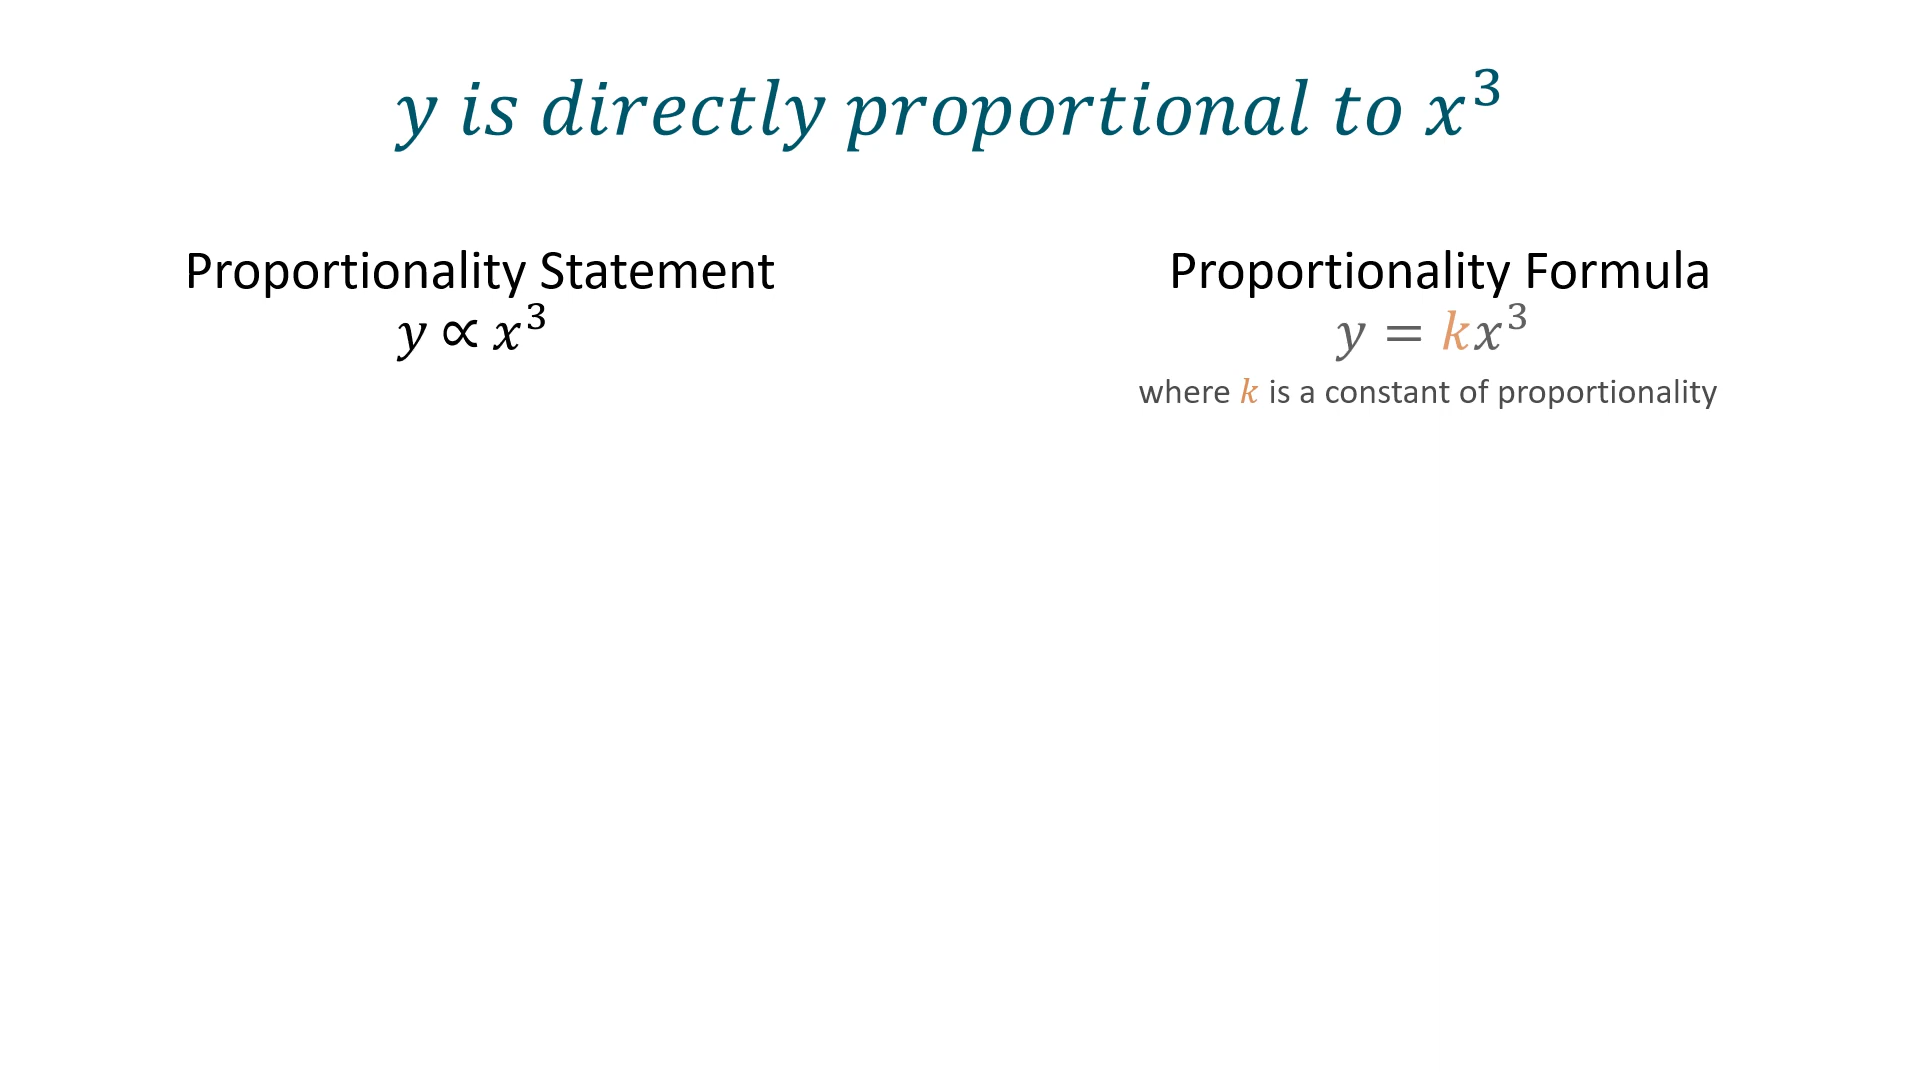 y is directly proportional to x³
Proportionality Statement
y ∝ x³
Proportionality Formula
y = kx³
where k is a constant of proportionality